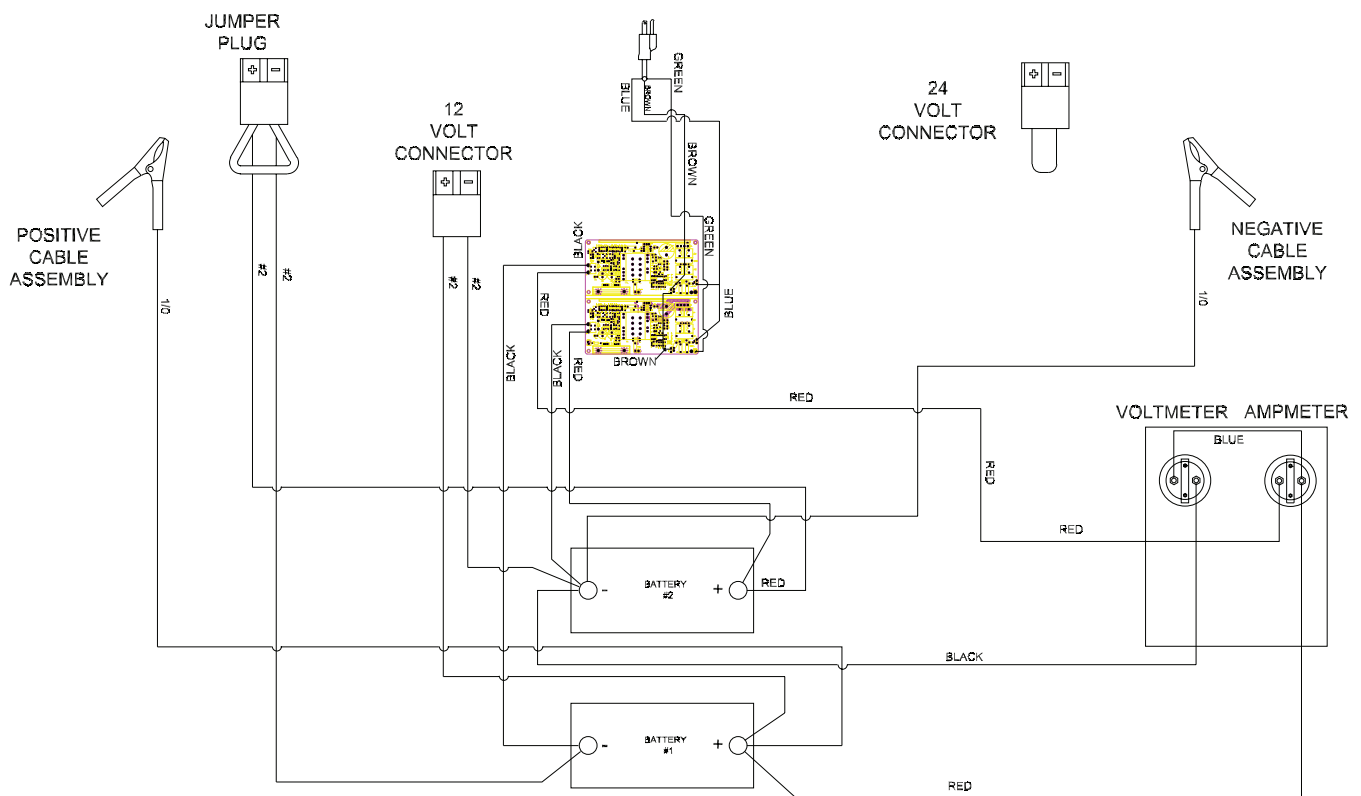 JUMPER
PLUG
+ -
12
VOLT
CONNECTOR
+ -
GREEN
BLUE
BROWN
24
VOLT
CONNECTOR
+ -
POSITIVE
CABLE
ASSEMBLY
NEGATIVE
CABLE
ASSEMBLY
#2
#2
#2
#2
1/0
1/0
BROWN
GREEN
BLACK
RED
BLUE
BLACK
BLACK
RED
BROWN
RED
RED
RED
VOLTMETER
AMPMETER
BLUE
BATTERY
#2
-
+
RED
BLACK
BATTERY
#1
-
+
RED